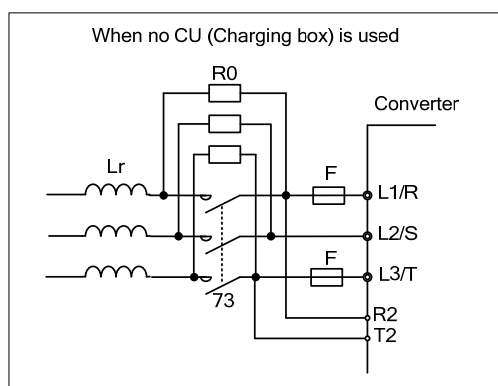 When no CU (Charging box) is used
R0
Converter
Lr
F
L1/R
L2/S
F
L3/T
73
R2
T2